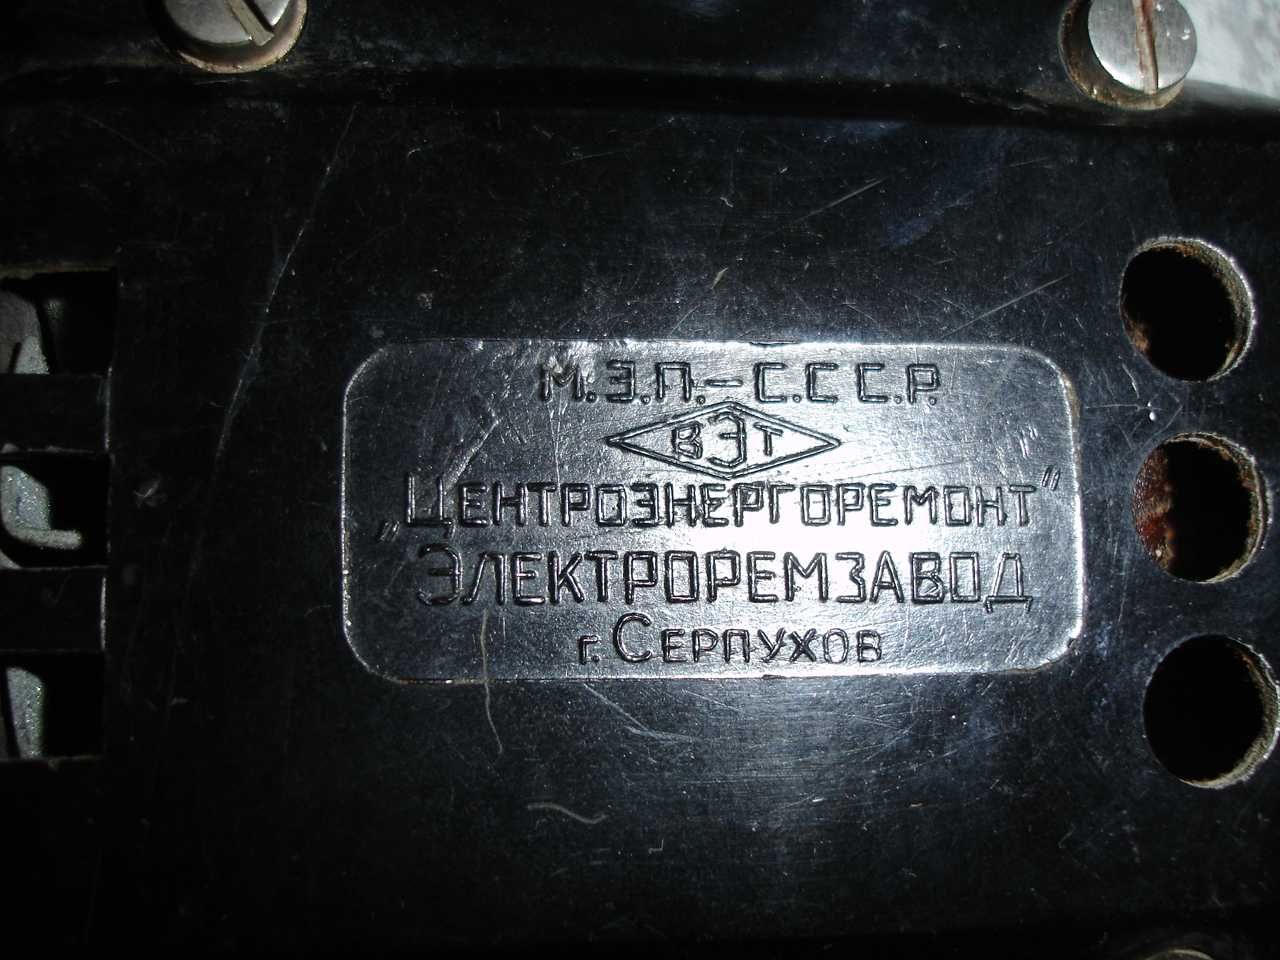 М.Э.П.-С.С.С.Р.
ВЭТ
„Центроэнергоремонт"
Электроремзавод
г. Серпухов